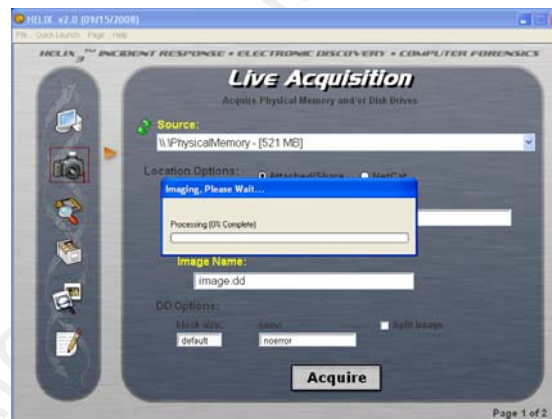 HELIX v2.0 (09/15/2008)
File Quick Launch Page Help
HELIX3 TM INCIDENT RESPONSE • ELECTRONIC DISCOVERY • COMPUTER FORENSICS
Live Acquisition
Acquire Physical Memory and/or Disk Drives
Source:
\\.\PhysicalMemory - [521 MB]
Location Options: Attached/Share NetCat
Imaging, Please Wait...
Processing (0% Complete)
Image Name:
image.dd
DD Options:
block size: conv: Split Image
default noerror
Acquire
Page 1 of 2